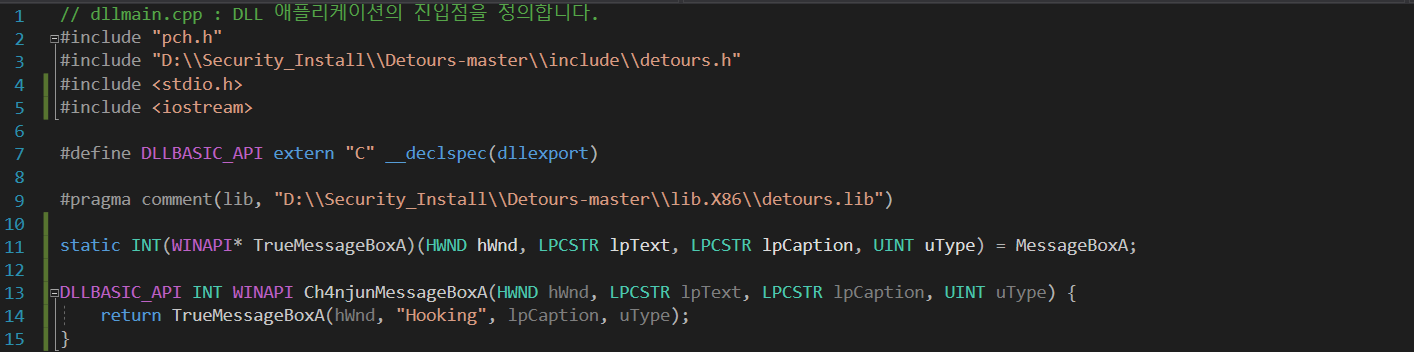 1 // dllmain.cpp : DLL 애플리케이션의 진입점을 정의합니다.
2 #include "pch.h"
3 #include "D:\\Security_Install\\Detours-master\\include\\detours.h"
4 #include <stdio.h>
5 #include <iostream>
6
7 #define DLLBASIC_API extern "C" __declspec(dllexport)
8
9 #pragma comment(lib, "D:\\Security_Install\\Detours-master\\lib.X86\\detours.lib")
10
11 static INT(WINAPI* TrueMessageBoxA)(HWND hWnd, LPCSTR lpText, LPCSTR lpCaption, UINT uType) = MessageBoxA;
12
13 DLLBASIC_API INT WINAPI Ch4njunMessageBoxA(HWND hWnd, LPCSTR lpText, LPCSTR lpCaption, UINT uType) {
14 return TrueMessageBoxA(hWnd, "Hooking", lpCaption, uType);
15 }